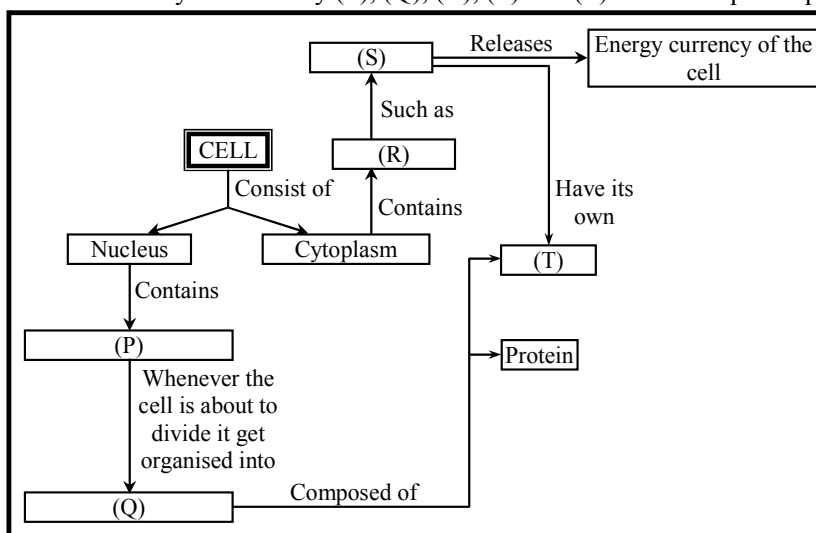 Releases
Energy currency of the
cell
(S)
Such as
CELL
(R)
Consist of
Contains
Have its
own
Nucleus
Cytoplasm
(T)
Contains
(P)
Protein
Whenever the
cell is about to
divide it get
organised into
Composed of
(Q)